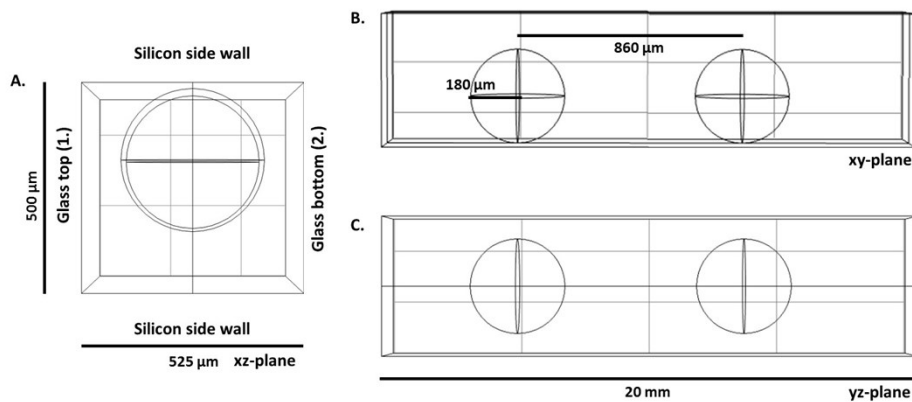 A.
Silicon side wall
Glass top (1.)
500 µm
Glass bottom (2.)
Silicon side wall
525 µm
xz-plane
B.
860 µm
180 µm
xy-plane
C.
20 mm
yz-plane